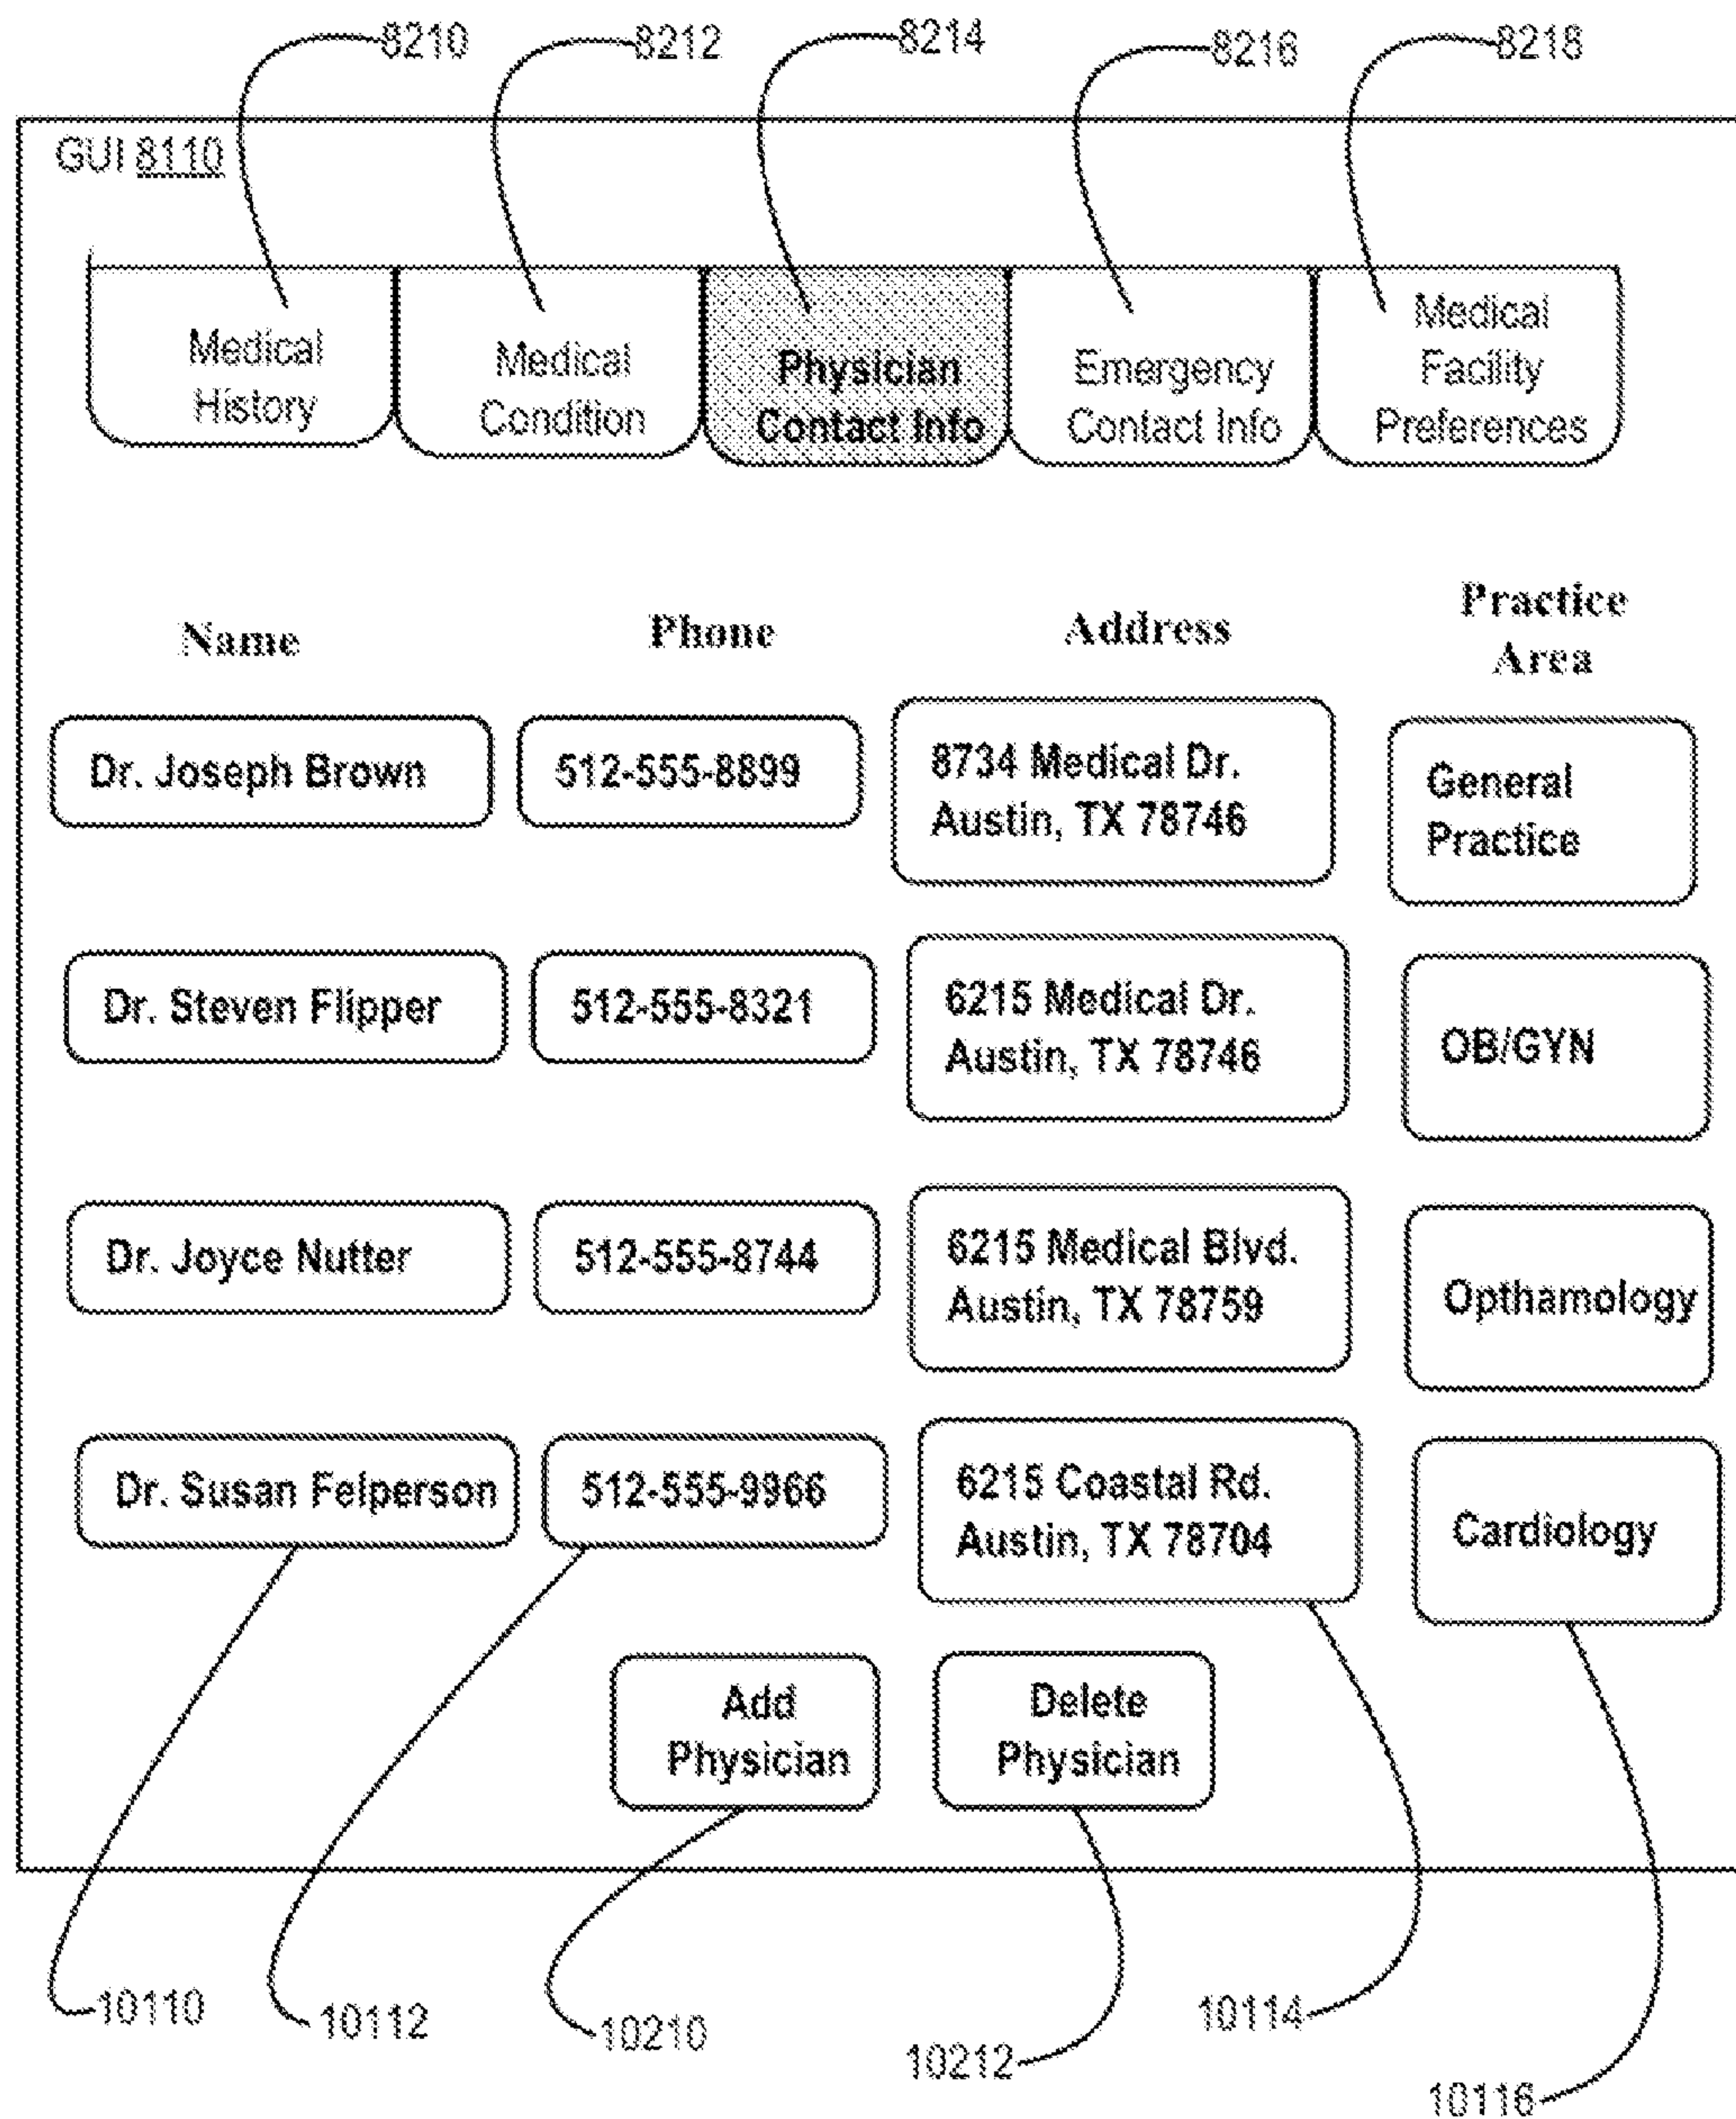 8210 8212 8214 8216 8218
GUI 8110
Medical
History
Medical
Condition
Physician
Contact Info
Emergency
Contact Info
Medical
Facility
Preferences
Name Phone Address Practice
Area
Dr. Joseph Brown
512-555-8899
8734 Medical Dr.
Austin, TX 78746
General
Practice
Dr. Steven Flipper
512-555-8321
6215 Medical Dr.
Austin, TX 78746
OB/GYN
Dr. Joyce Nutter
512-555-8744
6215 Medical Blvd.
Austin, TX 78759
Opthamology
Dr. Susan Felperson
512-555-9966
6215 Coastal Rd.
Austin, TX 78704
Cardiology
Add
Physician
Delete
Physician
10110 10112 10210 10212 10114 10116